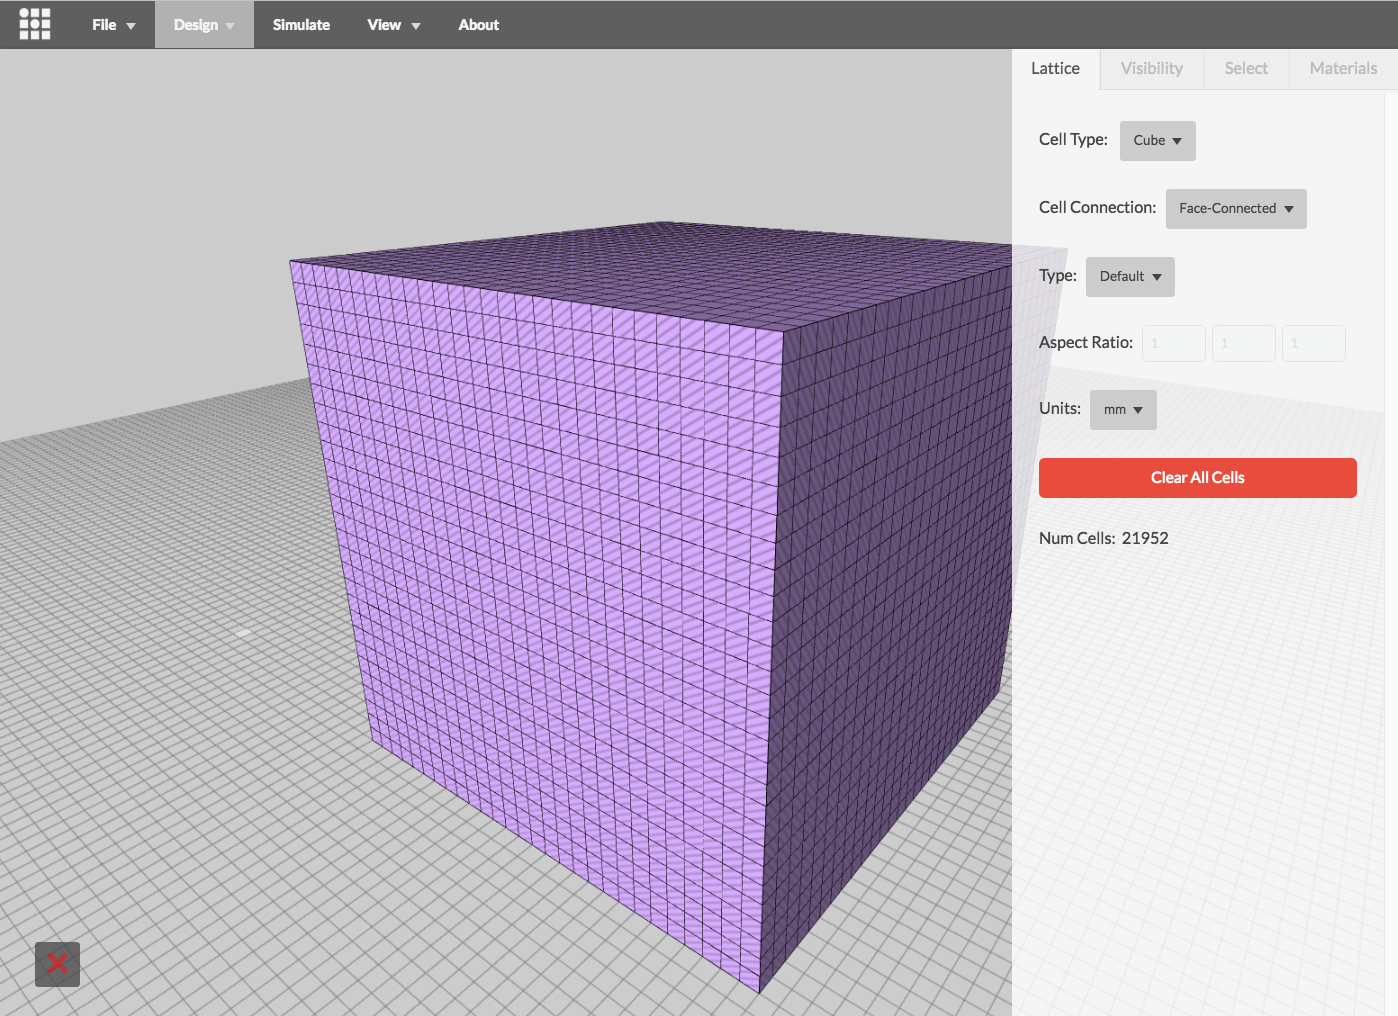 File Design Simulate View About
Lattice Visibility Select Materials
Cell Type: Cube
Cell Connection: Face-Connected
Type: Default
Aspect Ratio: 1 1 1
Units: mm
Clear All Cells
Num Cells: 21952